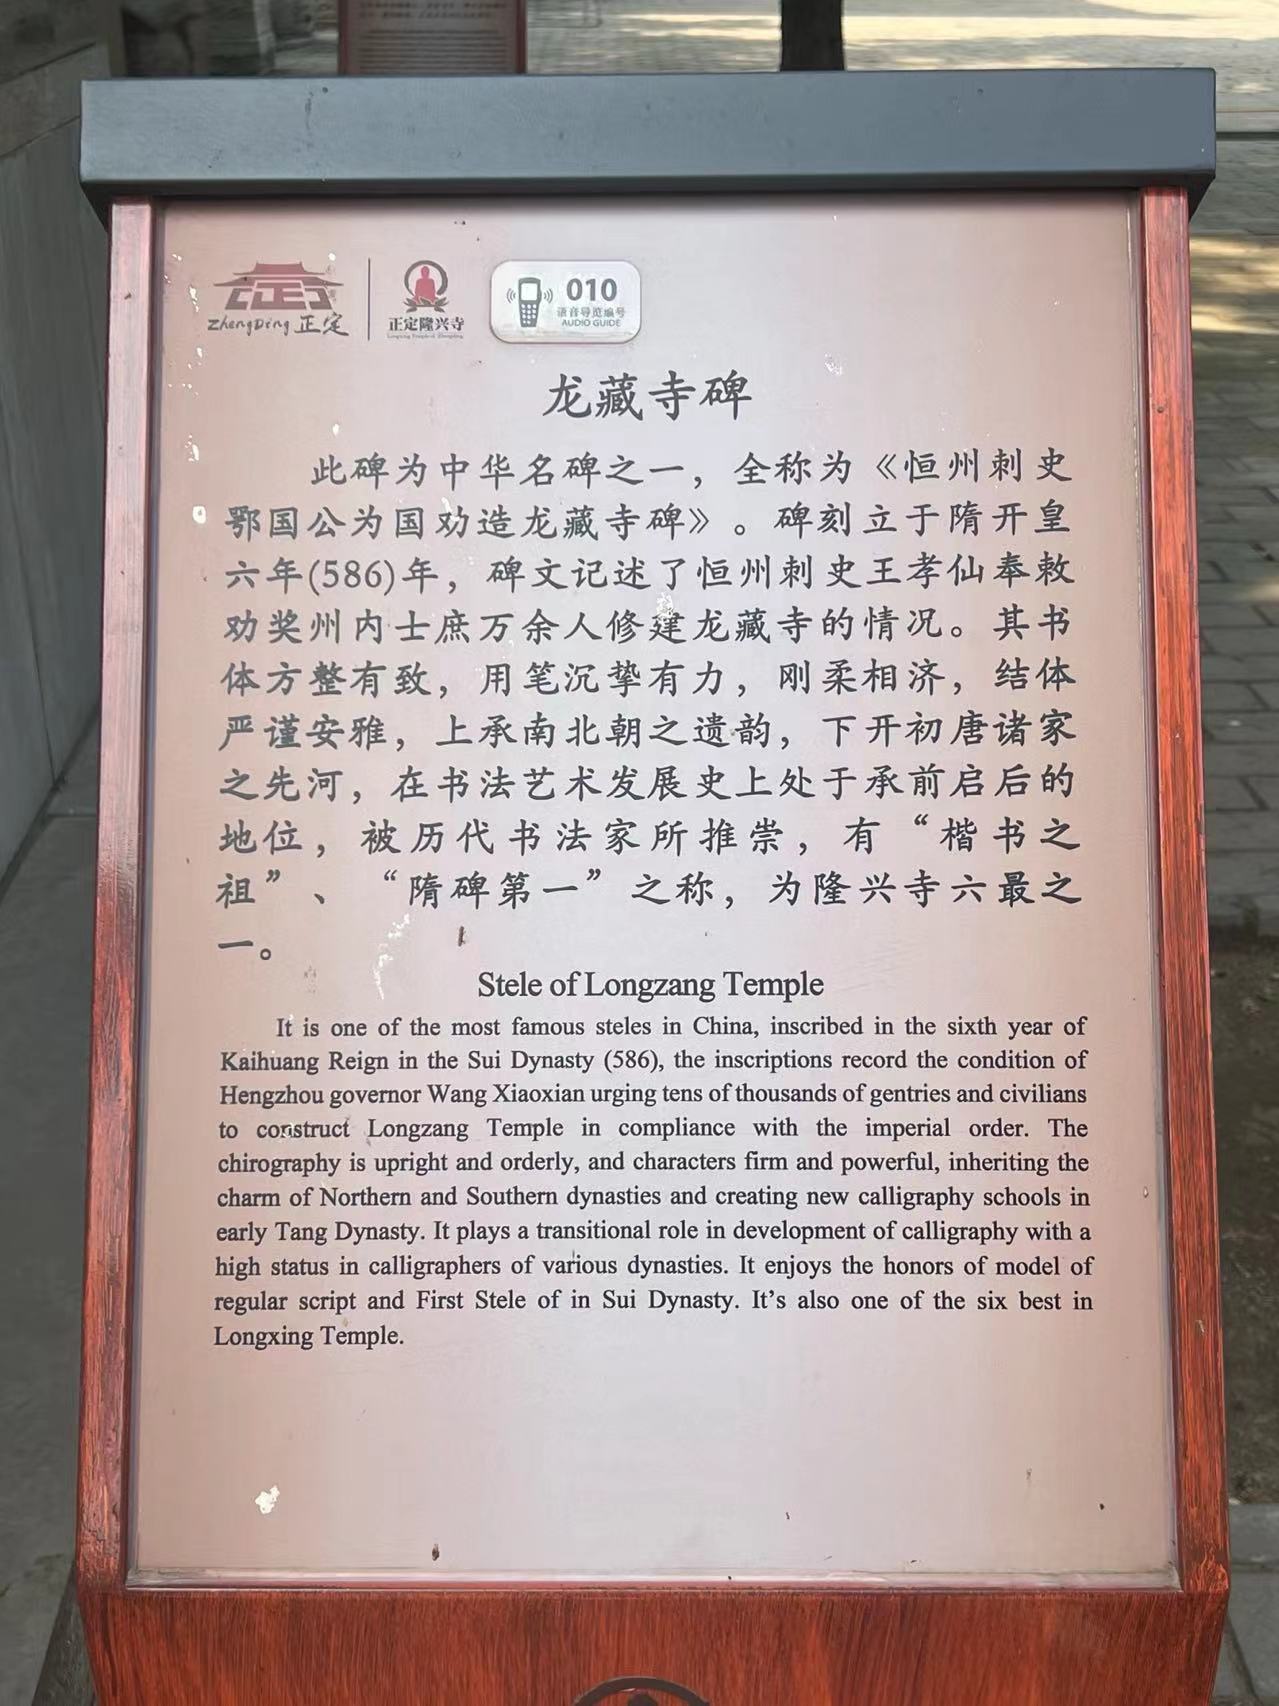 ZhengDing 正定
正定隆兴寺
010
语音导览编号
AUDIO GUIDE
龙藏寺碑
此碑为中华名碑之一，全称为《恒州刺史
鄂国公为国劝造龙藏寺碑》。碑刻立于隋开皇
六年(586)年，碑文记述了恒州刺史王孝仙奉敕
劝奖州内士庶万余人修建龙藏寺的情况。其书
体方整有致，用笔沉挚有力，刚柔相济，结体
严谨安雅，上承南北朝之遗韵，下开初唐诸家
之先河，在书法艺术发展史上处于承前启后的
地位，被历代书法家所推崇，有“楷书之
祖”、“隋碑第一”之称，为隆兴寺六最之
一。
Stele of Longzang Temple
It is one of the most famous steles in China, inscribed in the sixth year of
Kaihuang Reign in the Sui Dynasty (586), the inscriptions record the condition of
Hengzhou governor Wang Xiaoxian urging tens of thousands of gentries and civilians
to construct Longzang Temple in compliance with the imperial order. The
chirography is upright and orderly, and characters firm and powerful, inheriting the
charm of Northern and Southern dynasties and creating new calligraphy schools in
early Tang Dynasty. It plays a transitional role in development of calligraphy with a
high status in calligraphers of various dynasties. It enjoys the honors of model of
regular script and First Stele of in Sui Dynasty. It’s also one of the six best in
Longxing Temple.